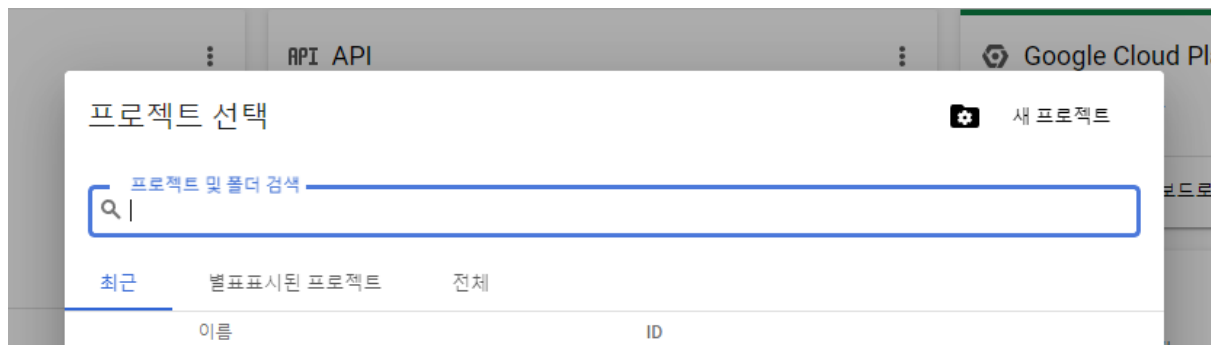 API API
Google Cloud Pl
프로젝트 선택
새 프로젝트
프로젝트 및 폴더 검색
보드로
최근 별표표시된 프로젝트 전체
이름 ID